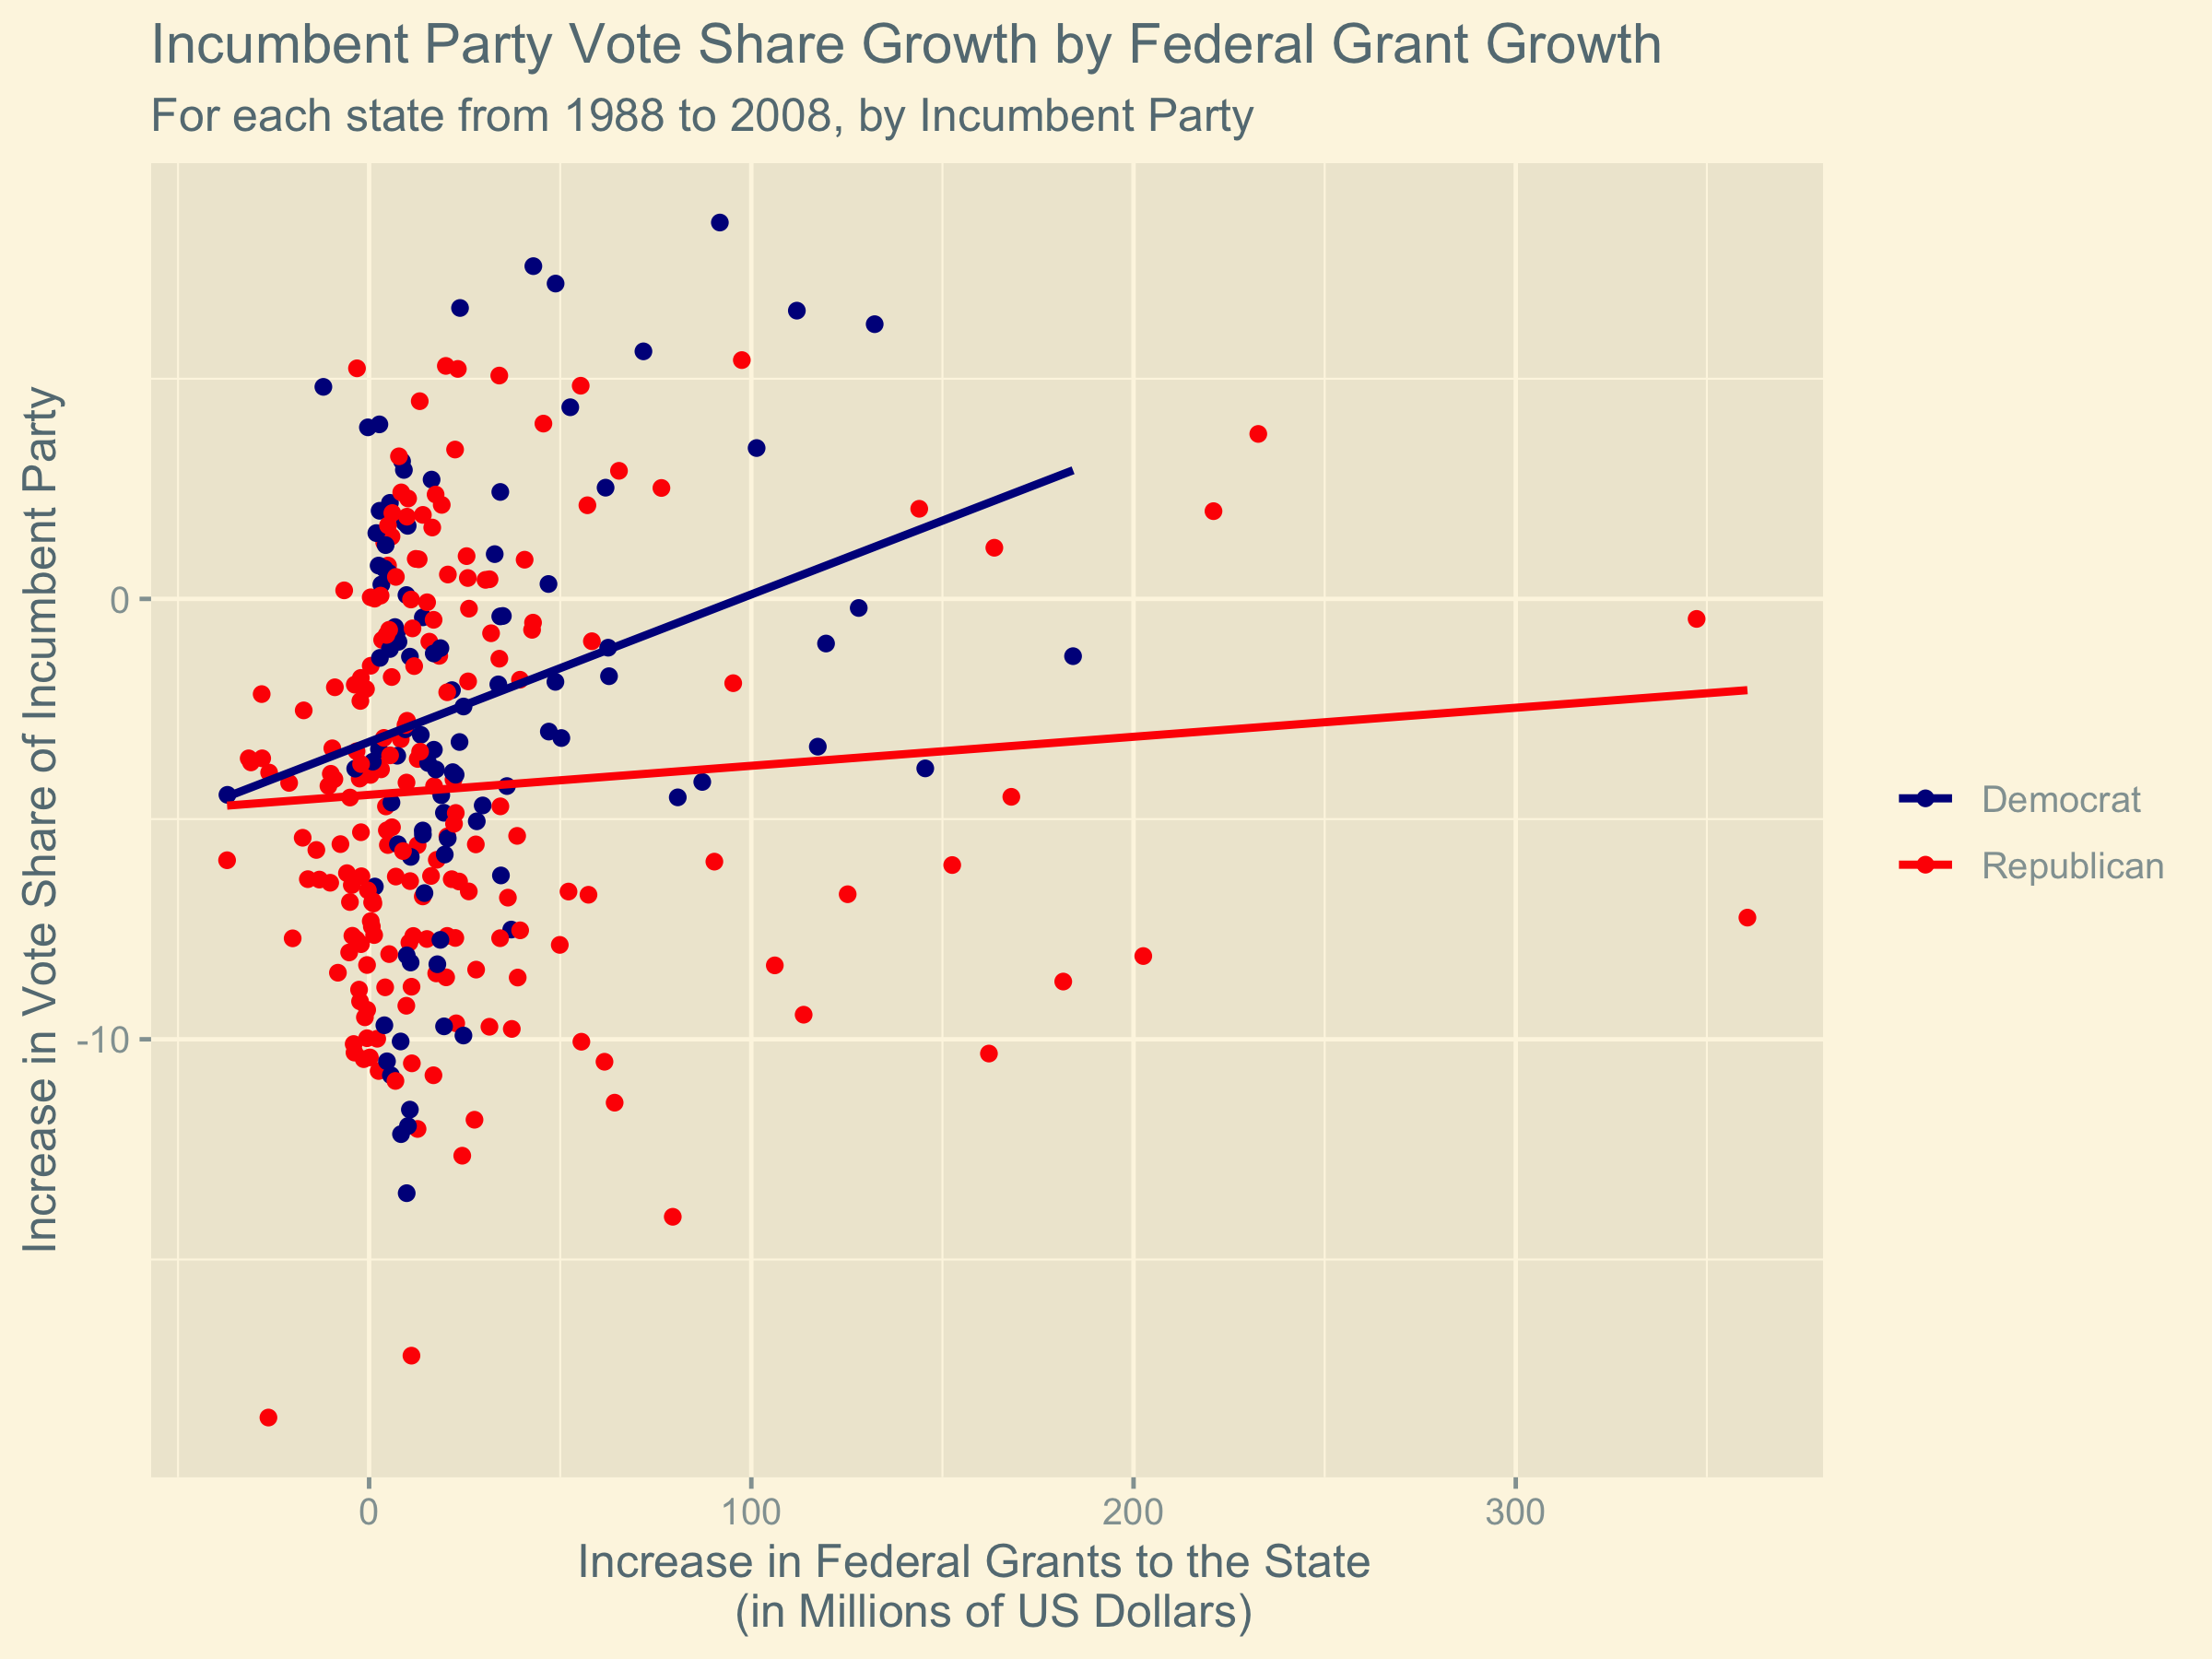 Incumbent Party Vote Share Growth by Federal Grant Growth
For each state from 1988 to 2008, by Incumbent Party
Increase in Vote Share of Incumbent Party
0
-10
0
100
200
300
Increase in Federal Grants to the State
(in Millions of US Dollars)
Democrat
Republican